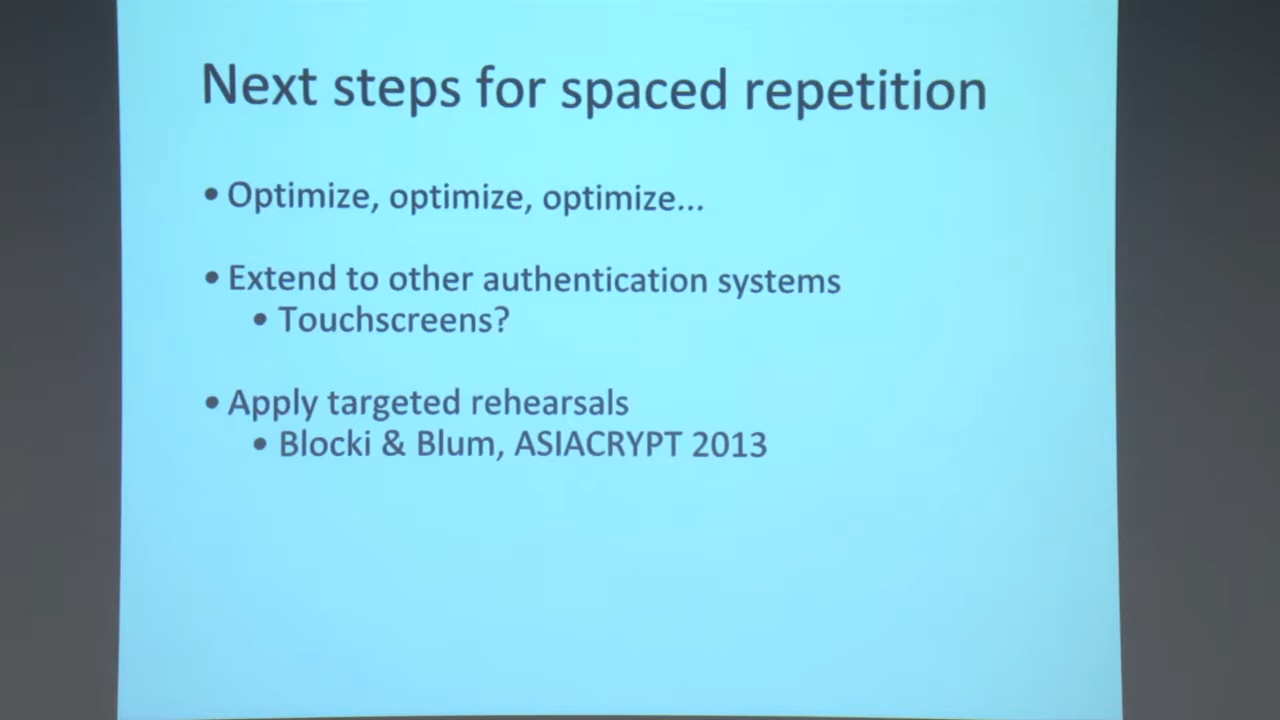 Next steps for spaced repetition
• Optimize, optimize, optimize...
• Extend to other authentication systems
• Touchscreens?
• Apply targeted rehearsals
• Blocki & Blum, ASIACRYPT 2013